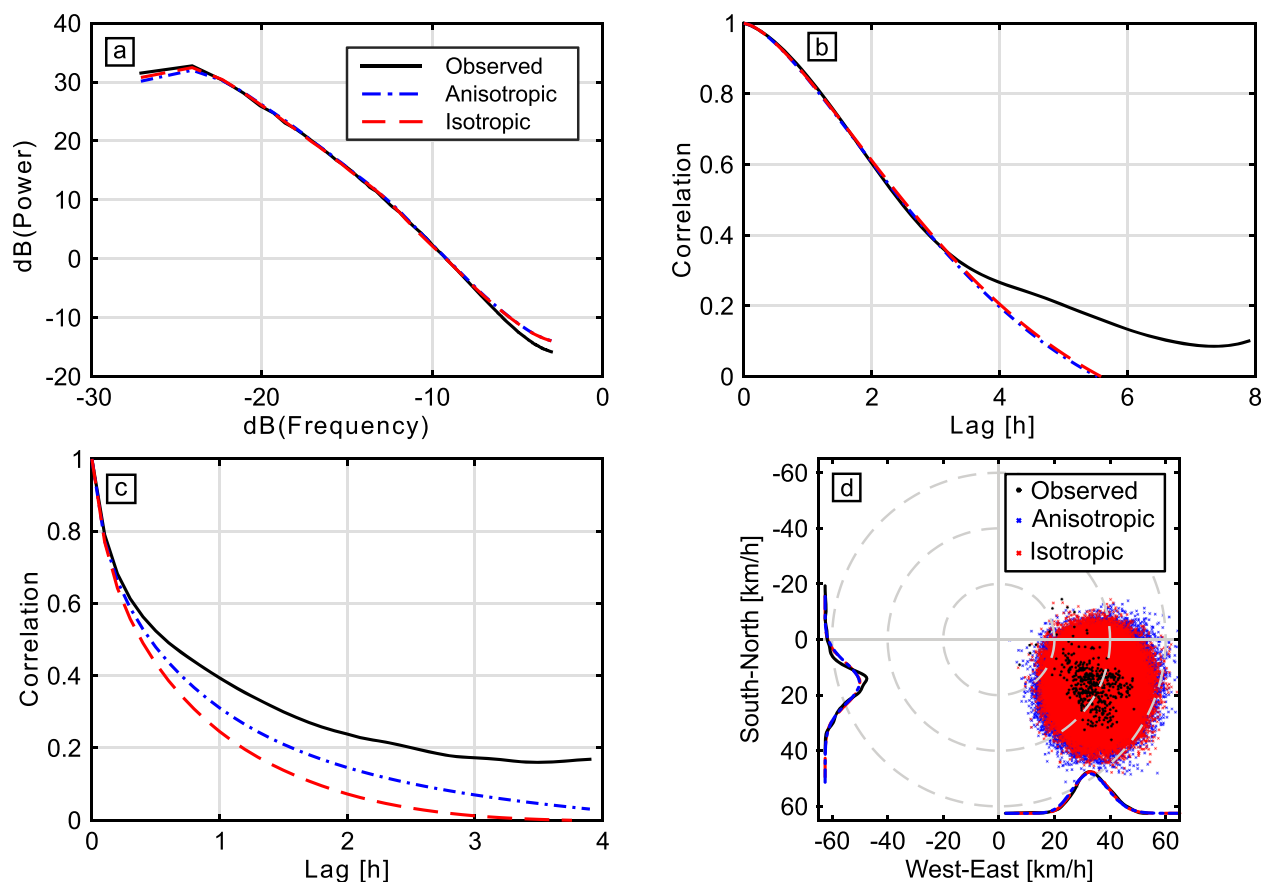 40
30
20
10
0
-10
-20
dB(Power)
a
Observed
Anisotropic
Isotropic
-30
-20
-10
0
dB(Frequency)
1
0.8
0.6
0.4
0.2
0
Correlation
b
0
2
4
6
8
Lag [h]
1
0.8
0.6
0.4
0.2
0
Correlation
c
0
1
2
3
4
Lag [h]
-60
-40
-20
0
20
40
60
South-North [km/h]
d
Observed
Anisotropic
Isotropic
-60
-40
-20
0
20
40
60
West-East [km/h]